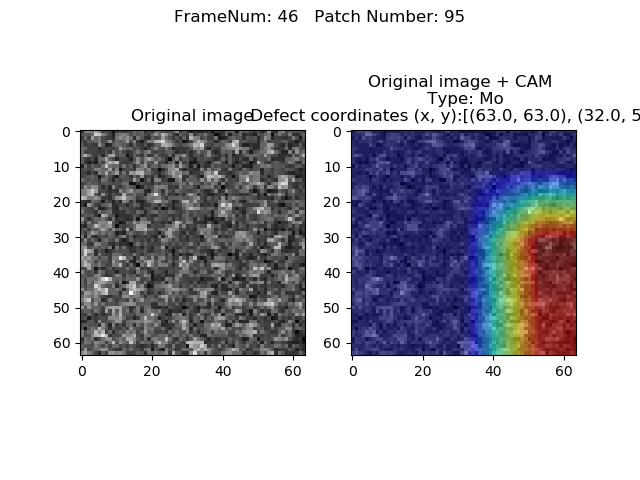 FrameNum: 46   Patch Number: 95
Original image
Original image + CAM
Type: Mo
Defect coordinates (x, y):[(63.0, 63.0), (32.0, 5
0
10
20
30
40
50
60
0 20 40 60
0
10
20
30
40
50
60
0 20 40 60